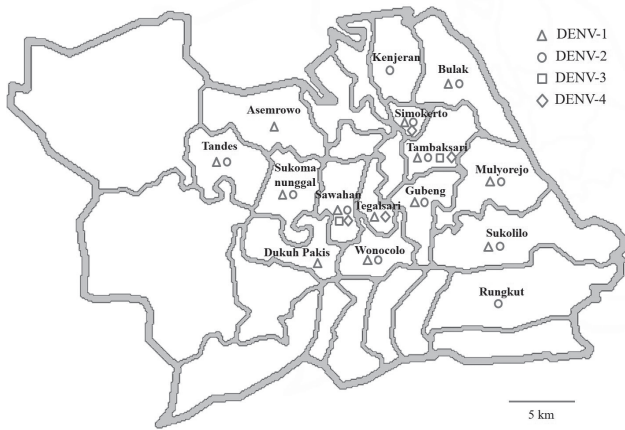 DENV-1
DENV-2
DENV-3
DENV-4
Kenjeran
Bulak
Asemrowo
Simokerto
Tandes
Tambaksari
Sukoma
nunggal
Mulyorejo
Sawahan
Gubeng
Tegalsari
Sukolilo
Dukuh Pakis
Wonocolo
Rungkut
5 km